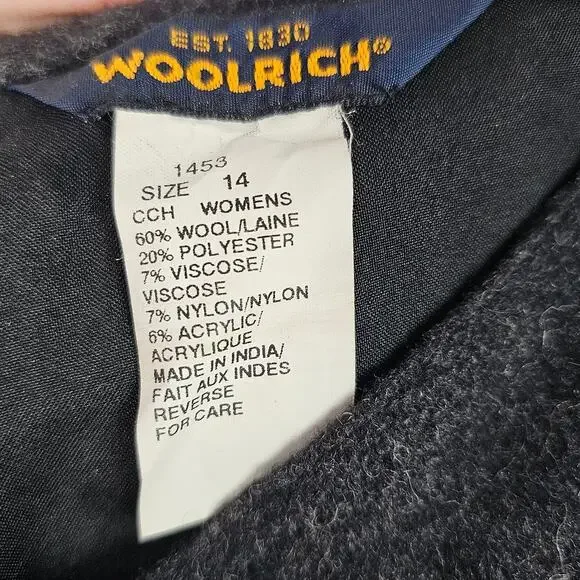 EST. 1830
WOOLRICH®
1453
SIZE 14
CCH WOMENS
60% WOOL/LAINE
20% POLYESTER
7% VISCOSE/
VISCOSE
7% NYLON/NYLON
6% ACRYLIC/
ACRYLIQUE
MADE IN INDIA/
FAIT AUX INDES
REVERSE
FOR CARE